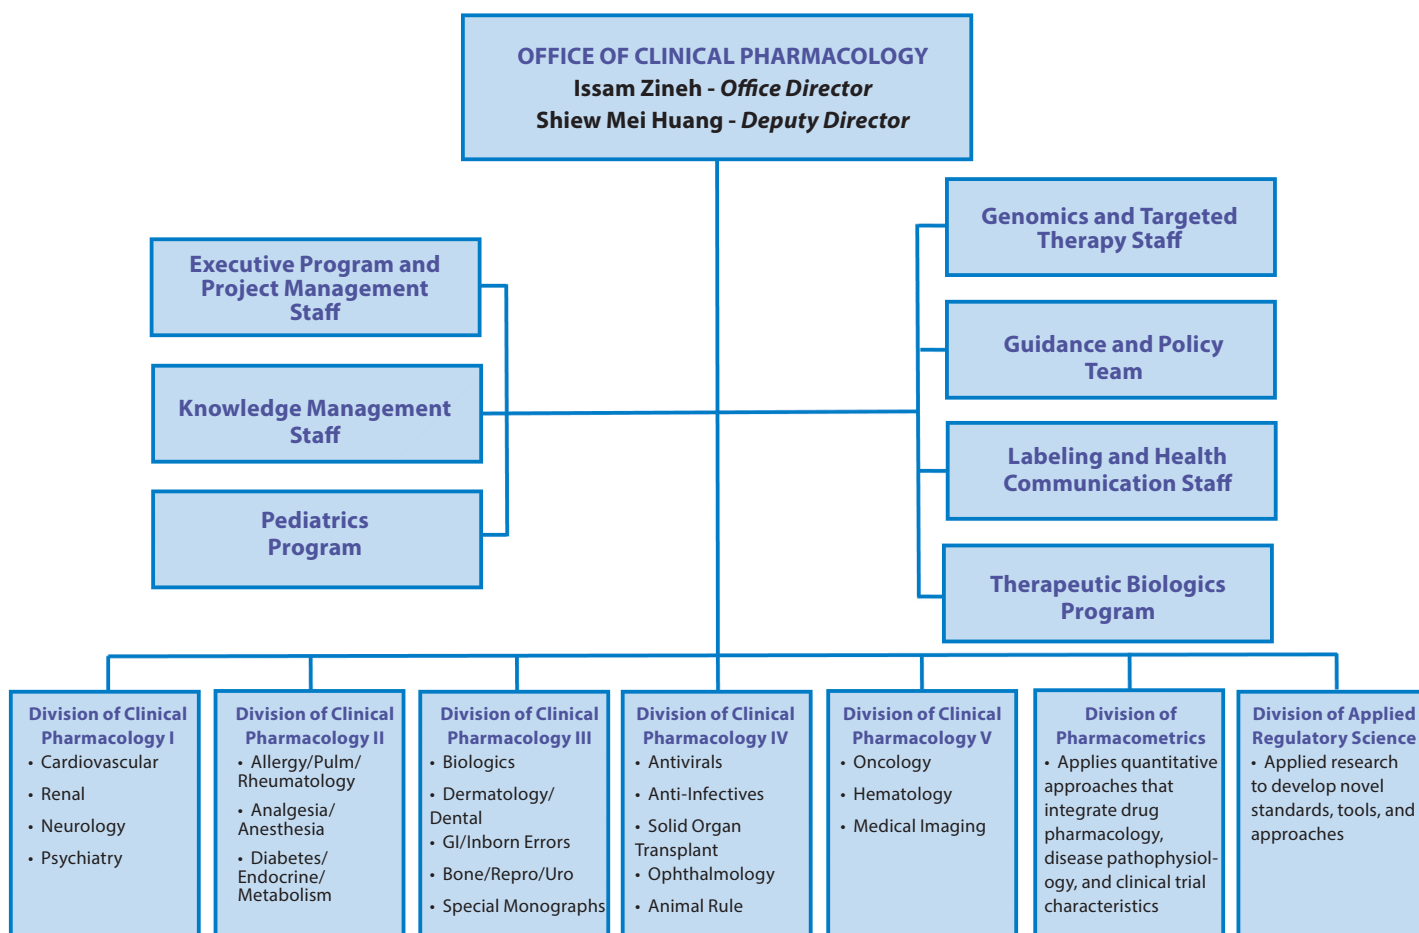 OFFICE OF CLINICAL PHARMACOLOGY
Issam Zineh - Office Director
Shiew Mei Huang - Deputy Director
Executive Program and
Project Management
Staff
Knowledge Management
Staff
Pediatrics
Program
Genomics and Targeted
Therapy Staff
Guidance and Policy
Team
Labeling and Health
Communication Staff
Therapeutic Biologics
Program
Division of Clinical
Pharmacology I
• Cardiovascular
• Renal
• Neurology
• Psychiatry
Division of Clinical
Pharmacology II
• Allergy/Pulm/
Rheumatology
• Analgesia/
Anesthesia
• Diabetes/
Endocrine/
Metabolism
Division of Clinical
Pharmacology III
• Biologics
• Dermatology/
Dental
• GI/Inborn Errors
• Bone/Repro/Uro
• Special Monographs
Division of Clinical
Pharmacology IV
• Antivirals
• Anti-Infectives
• Solid Organ
Transplant
• Ophthalmology
• Animal Rule
Division of Clinical
Pharmacology V
• Oncology
• Hematology
• Medical Imaging
Division of
Pharmacometrics
• Applies quantitative
approaches that
integrate drug
pharmacology,
disease pathophysiol-
ogy, and clinical trial
characteristics
Division of Applied
Regulatory Science
• Applied research
to develop novel
standards, tools, and
approaches